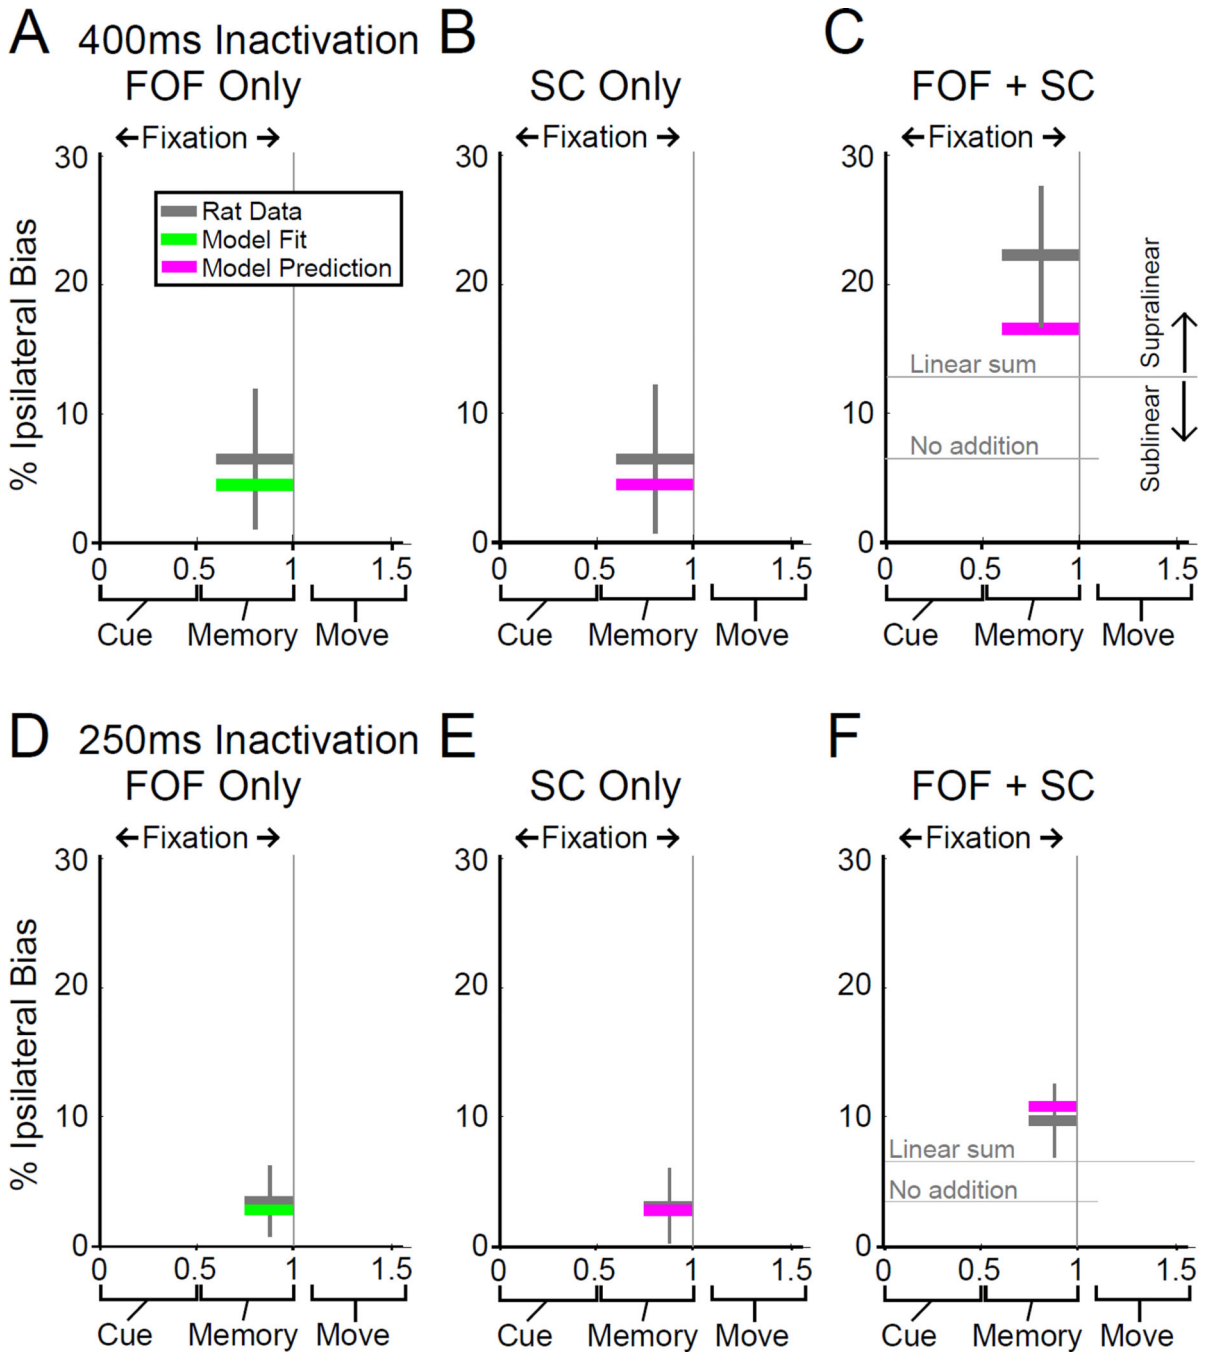 A 400ms Inactivation B C
FOF Only SC Only FOF + SC
←Fixation → ←Fixation → ←Fixation →
30 30 30
Rat Data
Model Fit
Model Prediction
20 20 20
Supralinear
Linear sum
10 10 10
No addition
Sublinear
0 0 0
% Ipsilateral Bias
0 0.5 1 1.5 0 0.5 1 1.5 0 0.5 1 1.5
Cue Memory Move Cue Memory Move Cue Memory Move
D 250ms Inactivation E F
FOF Only SC Only FOF + SC
←Fixation → ←Fixation → ←Fixation →
30 30 30
20 20 20
10 10 10
Linear sum
No addition
0 0 0
% Ipsilateral Bias
0 0.5 1 1.5 0 0.5 1 1.5 0 0.5 1 1.5
Cue Memory Move Cue Memory Move Cue Memory Move